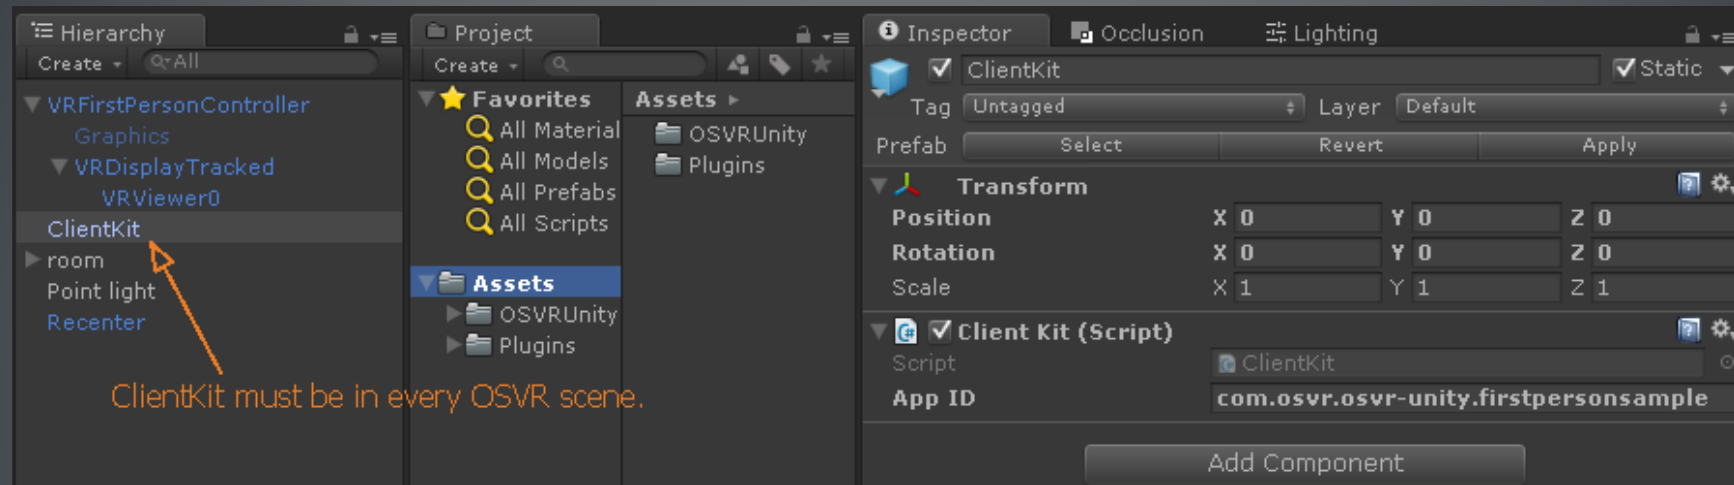 Hierarchy
Create
All
VRFirstPersonController
Graphics
VRDisplayTracked
VRViewer0
ClientKit
room
Point light
Recenter
ClientKit must be in every OSVR scene.
Project
Create
Favorites
All Material
All Models
All Prefabs
All Scripts
Assets
OSVRUnity
Plugins
Assets
OSVRUnity
Plugins
Inspector Occlusion Lighting
ClientKit Static
Tag Untagged Layer Default
Prefab Select Revert Apply
Transform
Position X 0 Y 0 Z 0
Rotation X 0 Y 0 Z 0
Scale X 1 Y 1 Z 1
Client Kit (Script)
Script ClientKit
App ID com.osvr.osvr-unity.firstpersonsample
Add Component